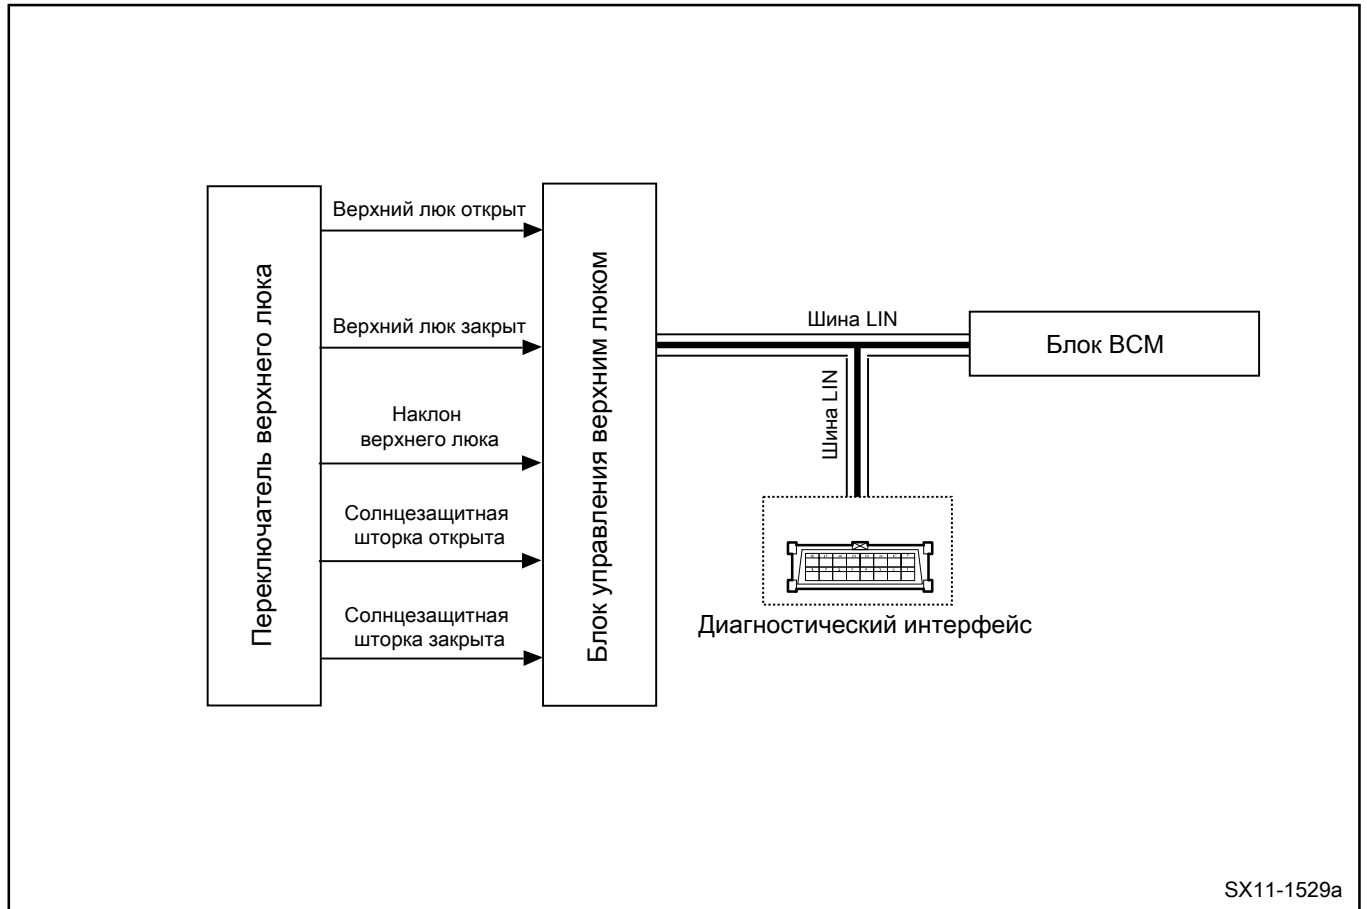 Переключатель верхнего люка
Верхний люк открыт
Верхний люк закрыт
Наклон
верхнего люка
Солнцезащитная
шторка открыта
Солнцезащитная
шторка закрыта
Блок управления верхним люком
Шина LIN
Шина LIN
Блок BCM
Диагностический интерфейс
SX11-1529a